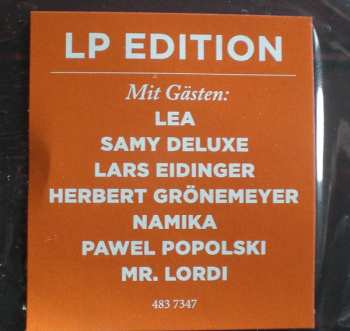 LP EDITION
Mit Gästen:
LEA
SAMY DELUXE
LARS EIDINGER
HERBERT GRÖNEMEYER
NAMIKA
PAWEL POPOLSKI
MR. LORDI
483 7347